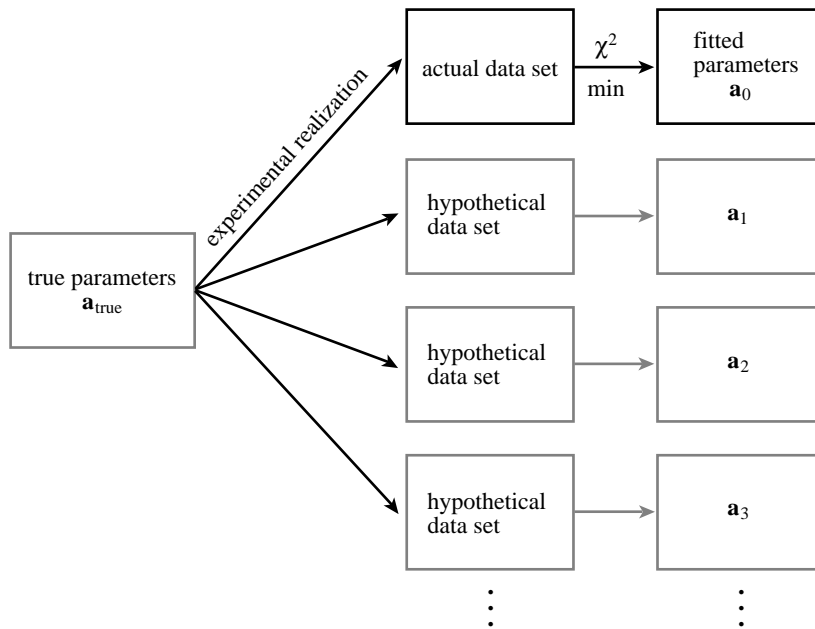 actual data set
χ²
min
fitted
parameters
a₀
experimental realization
hypothetical
data set
a₁
true parameters
a_true
hypothetical
data set
a₂
hypothetical
data set
a₃